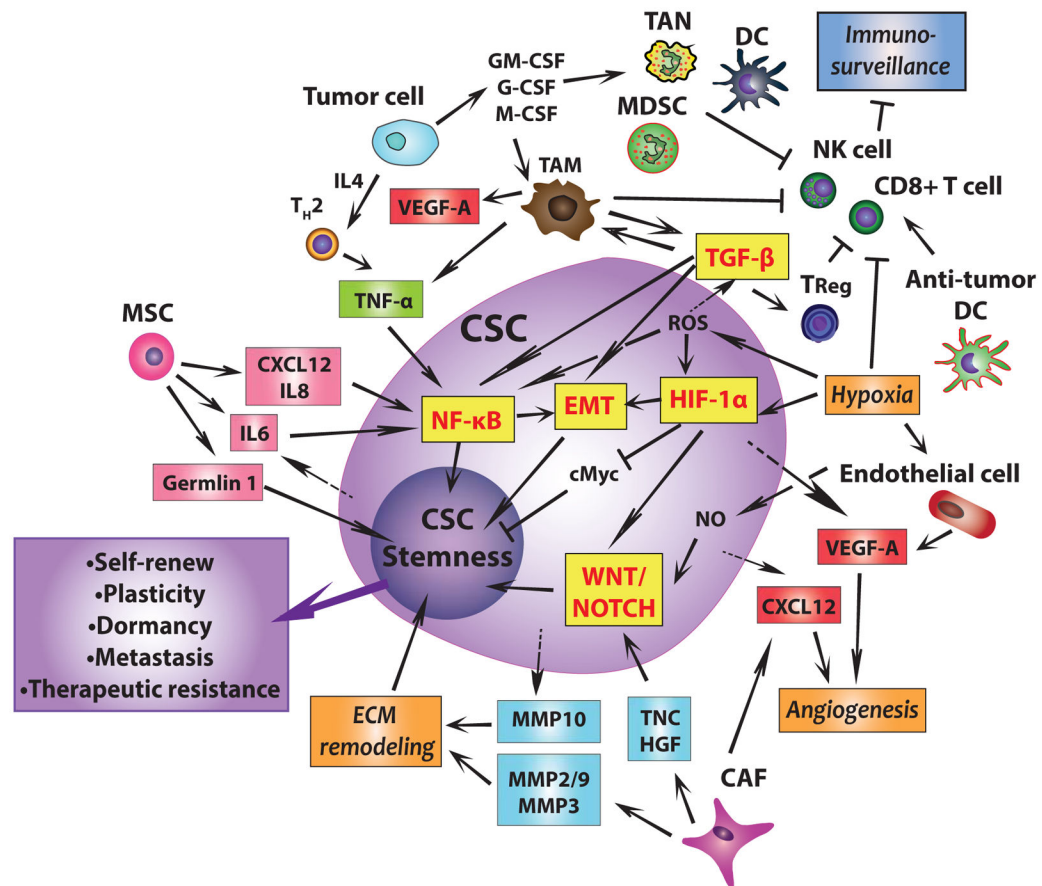 TAN
DC
Immuno-
surveillance
GM-CSF
G-CSF
M-CSF
Tumor cell
MDSC
NK cell
TAM
IL4
VEGF-A
CD8+ T cell
TH2
TGF-β
TNF-α
TReg
Anti-tumor
DC
MSC
CSC
ROS
CXCL12
IL8
NF-κB
EMT
HIF-1α
Hypoxia
IL6
cMyc
Endothelial cell
Germlin 1
CSC
Stemness
NO
VEGF-A
•Self-renew
•Plasticity
•Dormancy
•Metastasis
•Therapeutic resistance
WNT/
NOTCH
CXCL12
ECM
remodeling
MMP10
TNC
HGF
Angiogenesis
MMP2/9
MMP3
CAF